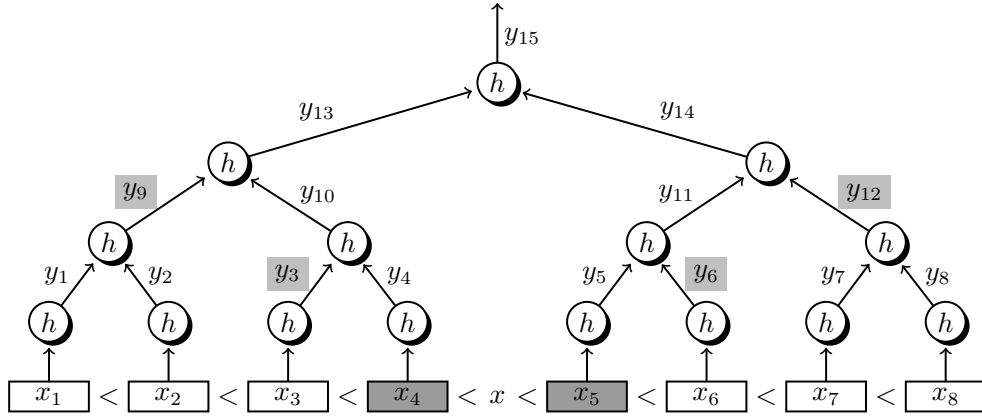 y₁₅
h
y₁₃ y₁₄
h h
y₉ y₁₀ y₁₁ y₁₂
h h h h
y₁ y₂ y₃ y₄ y₅ y₆ y₇ y₈
h h h h h h h h
x₁ < x₂ < x₃ < x₄ < x < x₅ < x₆ < x₇ < x₈